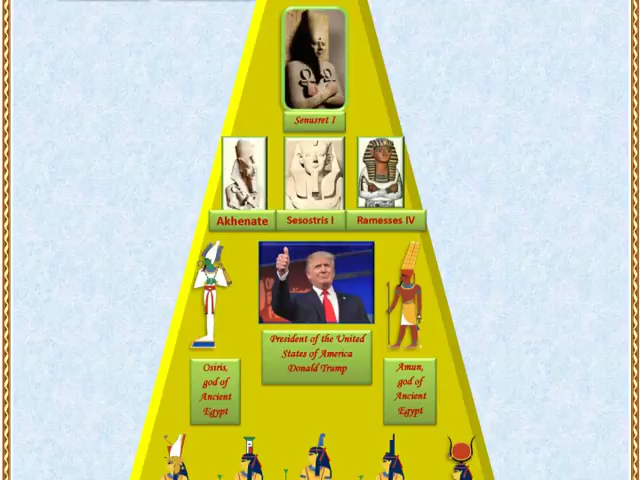 Senusret I
Akhenate
Sesostris I
Ramesses IV
President of the United
States of America
Donald Trump
Osiris,
god of
Ancient
Egypt
Amun,
god of
Ancient
Egypt